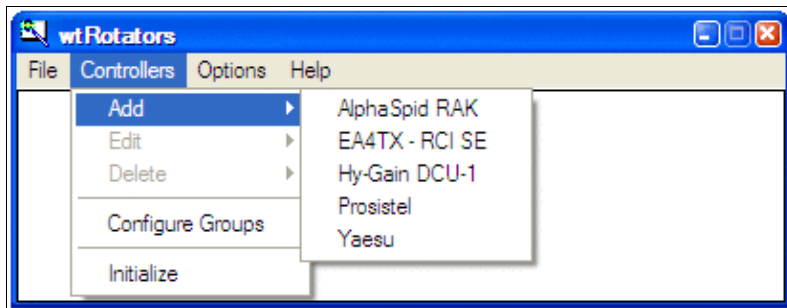 wtRotators
File Controllers Options Help
Add
Edit
Delete
Configure Groups
Initialize
AlphaSpid RAK
EA4TX - RCI SE
Hy-Gain DCU-1
Prosistel
Yaesu